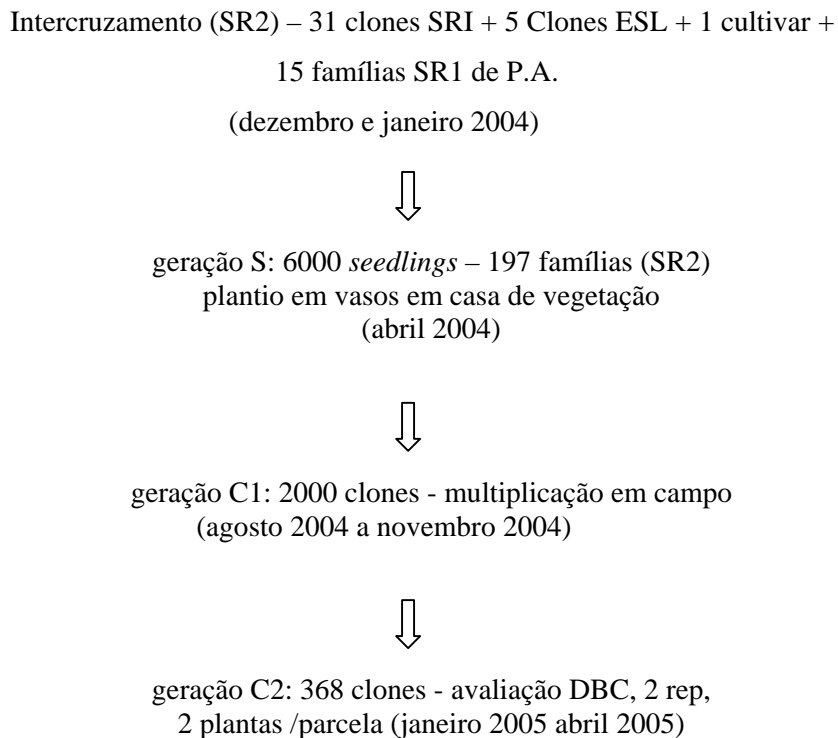 Intercruzamento (SR2) – 31 clones SRI + 5 Clones ESL + 1 cultivar +
15 famílias SR1 de P.A.
(dezembro e janeiro 2004)
geração S: 6000 seedlings – 197 famílias (SR2)
plantio em vasos em casa de vegetação
(abril 2004)
geração C1: 2000 clones - multiplicação em campo
(agosto 2004 a novembro 2004)
geração C2: 368 clones - avaliação DBC, 2 rep,
2 plantas /parcela (janeiro 2005 abril 2005)